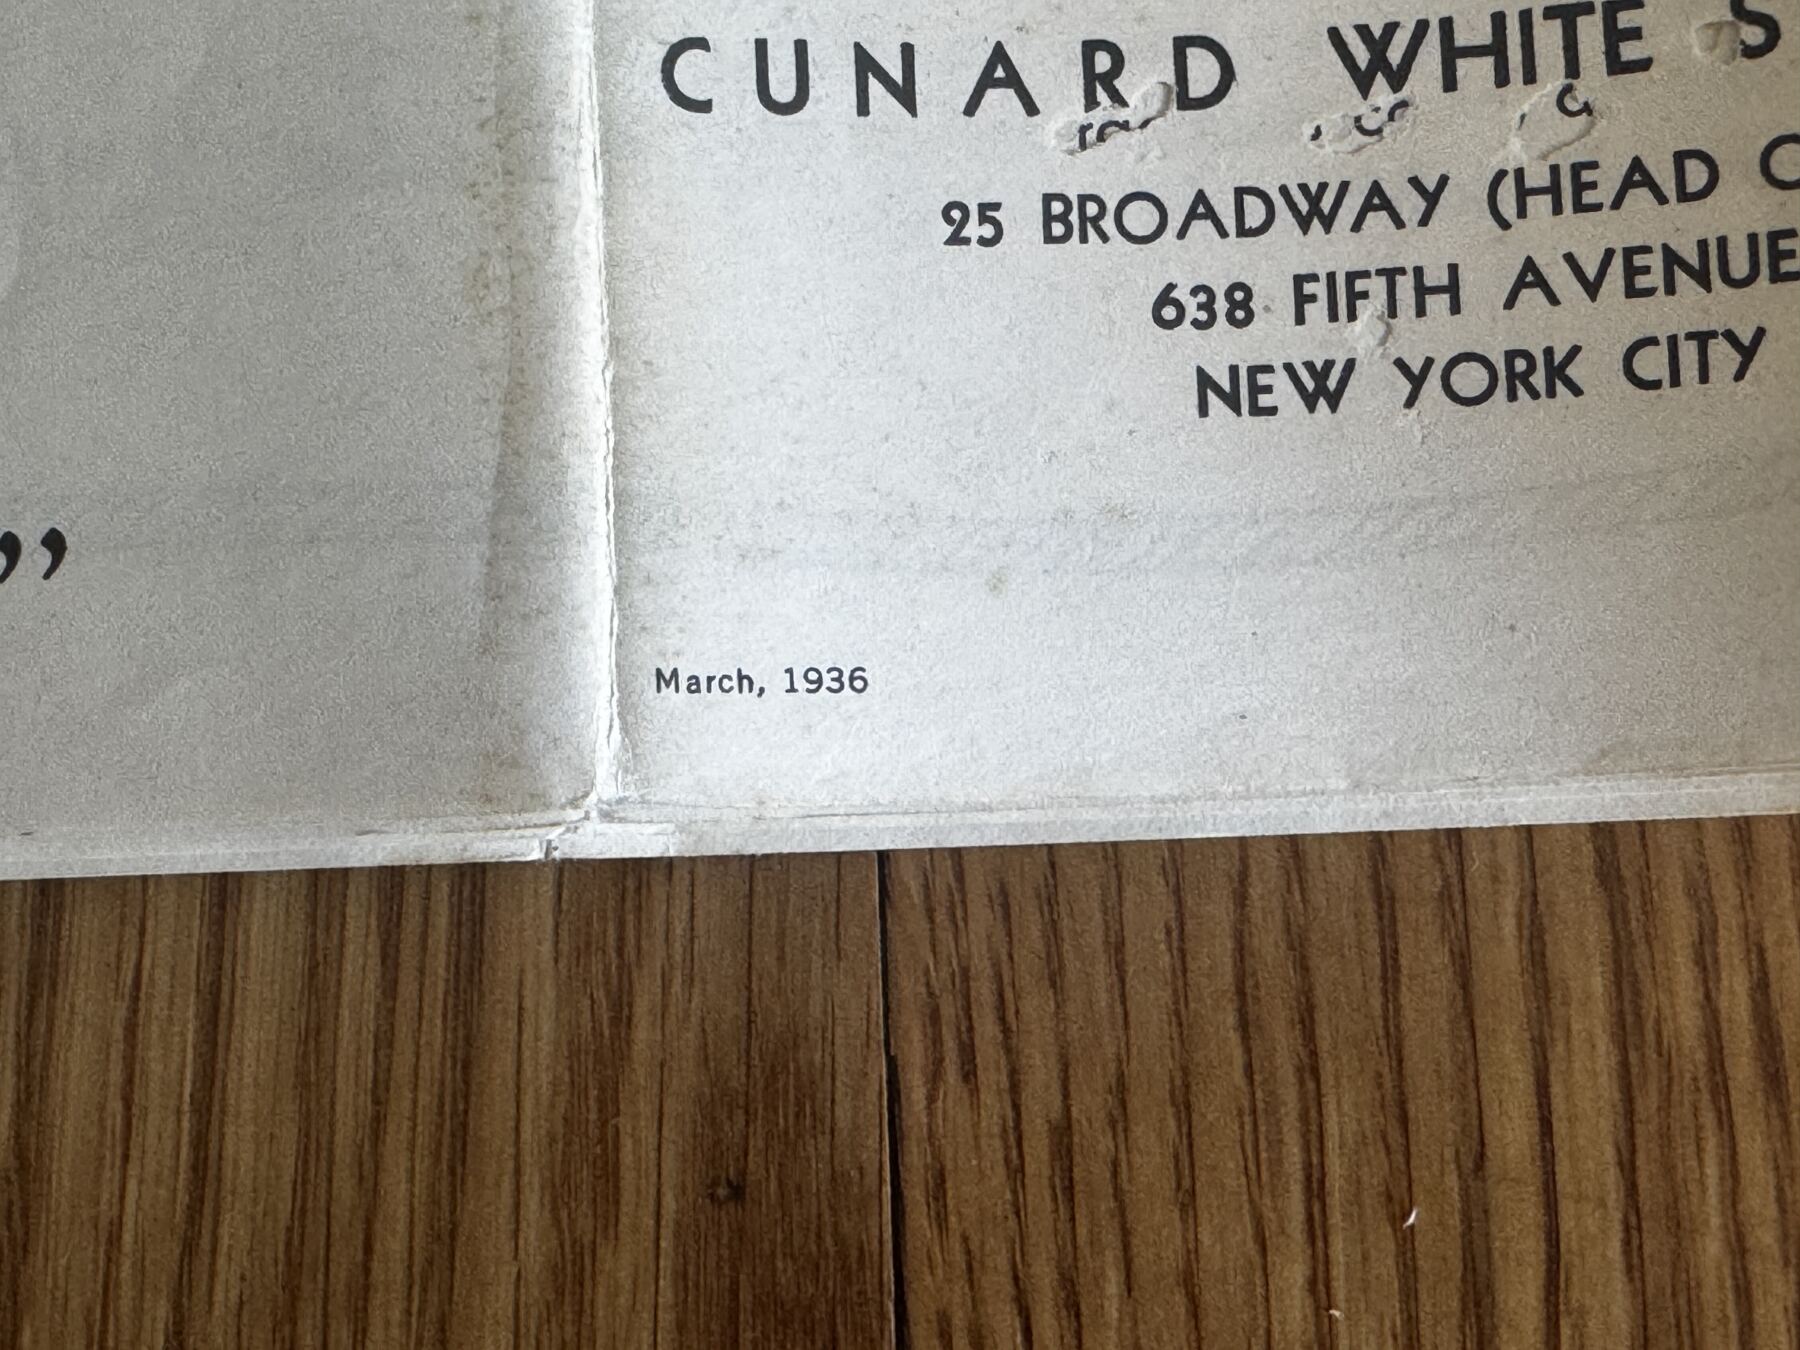 CUNARD WHITE S
25 BROADWAY (HEAD O
638 FIFTH AVENUE
NEW YORK CITY
”
March, 1936